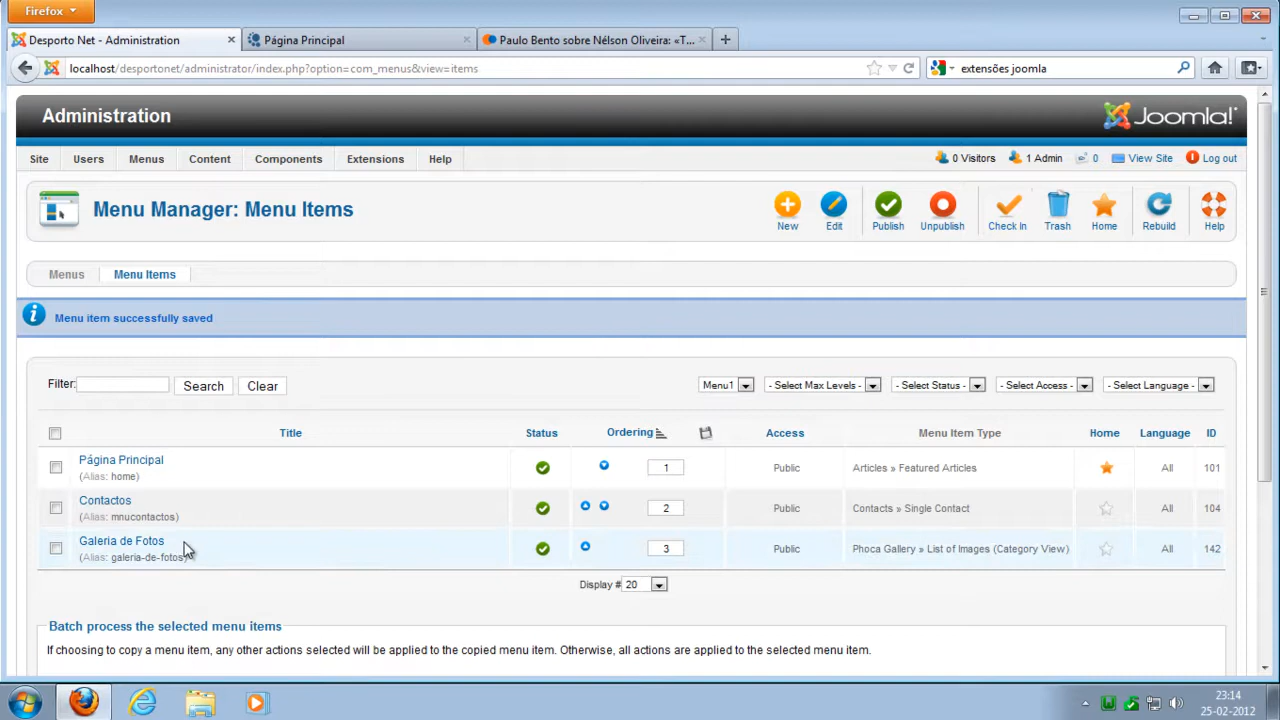 Firefox
Desporto Net - Administration
Página Principal
Paulo Bento sobre Nélson Oliveira: «T...
localhost/desportonet/administrator/index.php?option=com_menus&view=items
extensões joomla
Administration
Joomla!
Site Users Menus Content Components Extensions Help
0 Visitors 1 Admin 0 View Site Log out
Menu Manager: Menu Items
New Edit Publish Unpublish Check In Trash Home Rebuild Help
Menus Menu Items
Menu item successfully saved
Filter: Search Clear
Menu1 - Select Max Levels - - Select Status - - Select Access - - Select Language -
Title Status Ordering Access Menu Item Type Home Language ID
Página Principal
(Alias: home)
1 Public Articles » Featured Articles All 101
Contactos
(Alias: mnucontactos)
2 Public Contacts » Single Contact All 104
Galeria de Fotos
(Alias: galeria-de-fotos)
3 Public Phoca Gallery » List of Images (Category View) All 142
Display # 20
Batch process the selected menu items
If choosing to copy a menu item, any other actions selected will be applied to the copied menu item. Otherwise, all actions are applied to the selected menu item.
23:14
25-02-2012